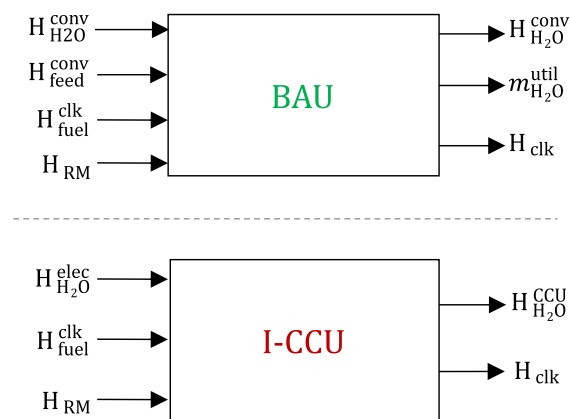 H conv H2O
H conv feed
H clk fuel
H RM
BAU
H conv H₂O
m util H₂O
H clk
H elec H₂O
H clk fuel
H RM
I-CCU
H CCU H₂O
H clk